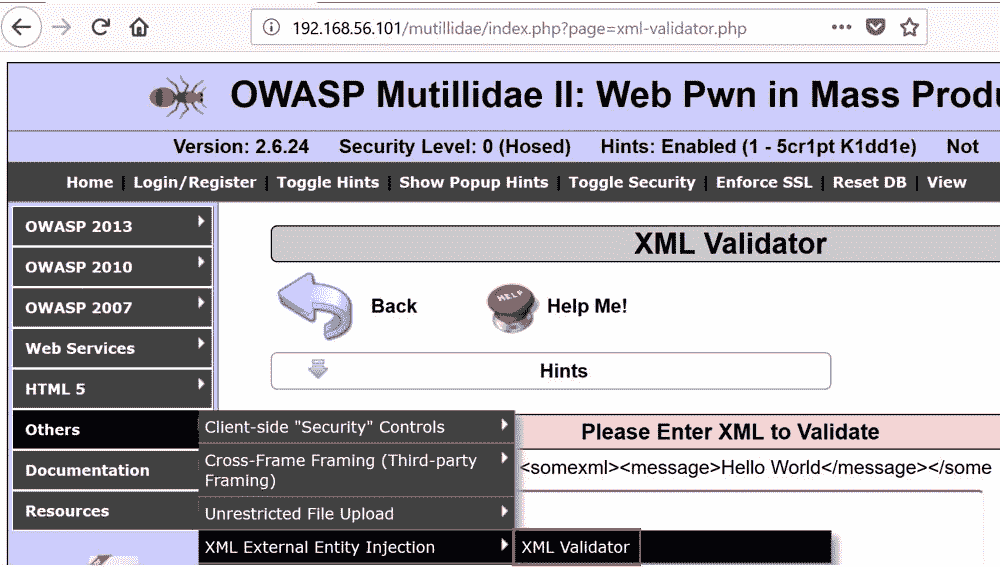 192.168.56.101/mutillidae/index.php?page=xml-validator.php
OWASP Mutillidae II: Web Pwn in Mass Produ
Version: 2.6.24 Security Level: 0 (Hosed) Hints: Enabled (1 - 5cr1pt K1dd1e) Not
Home Login/Register Toggle Hints Show Popup Hints Toggle Security Enforce SSL Reset DB View
OWASP 2013
OWASP 2010
OWASP 2007
Web Services
HTML 5
Others
Documentation
Resources
XML Validator
Back
HELP
Help Me!
Hints
Client-side "Security" Controls
Cross-Frame Framing (Third-party
Framing)
Unrestricted File Upload
XML External Entity Injection
XML Validator
Please Enter XML to Validate
<somexml><message>Hello World</message></some